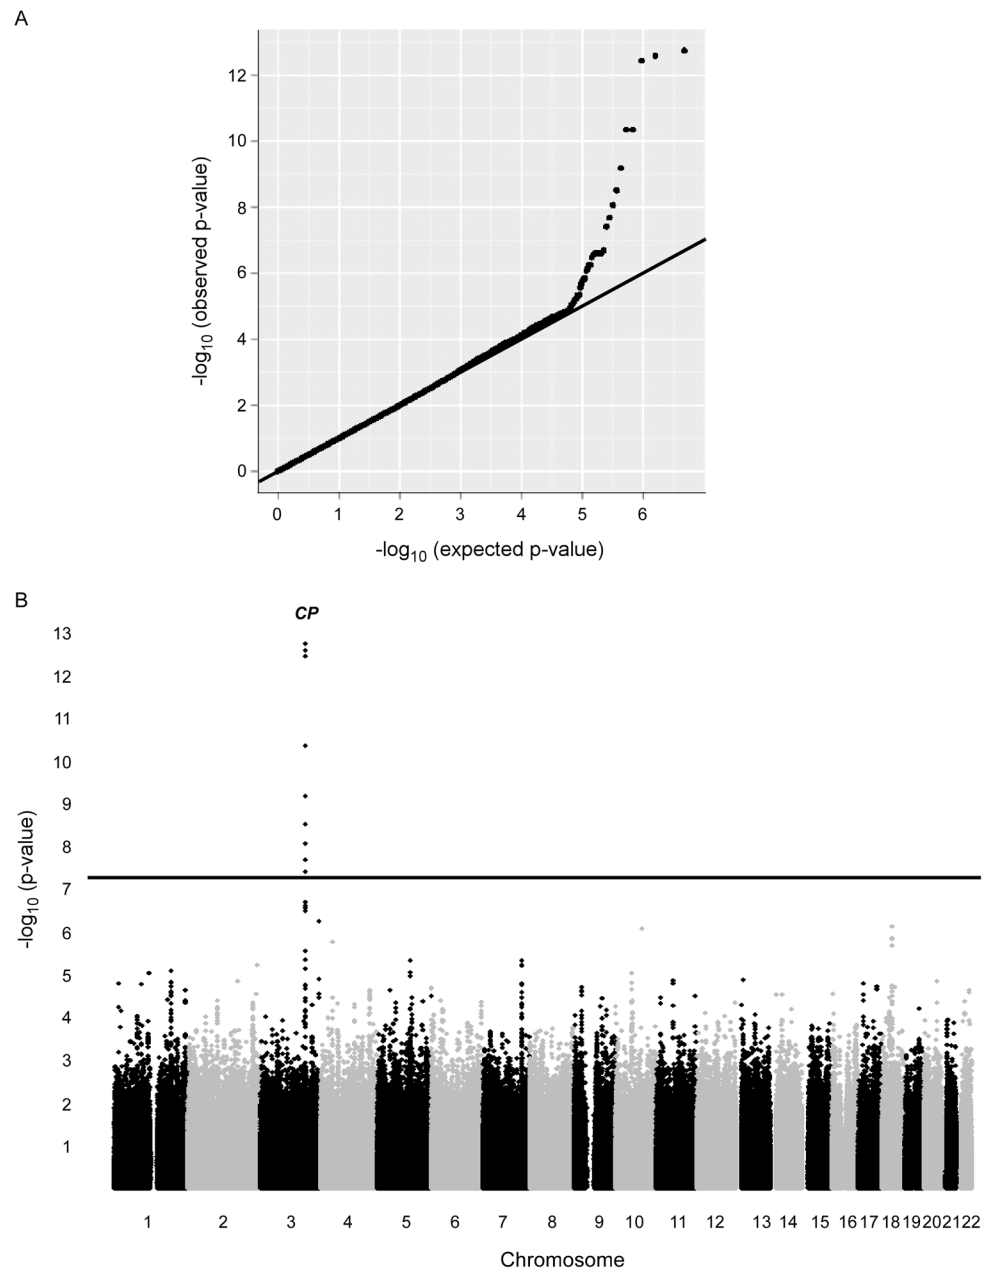 A
12
10
8
6
4
2
0
-log10 (observed p-value)
0 1 2 3 4 5 6
-log10 (expected p-value)
B
CP
13
12
11
10
9
8
7
6
5
4
3
2
1
-log10 (p-value)
1 2 3 4 5 6 7 8 9 10 11 12 13 14 15 16 17 18 19 20 21 22
Chromosome